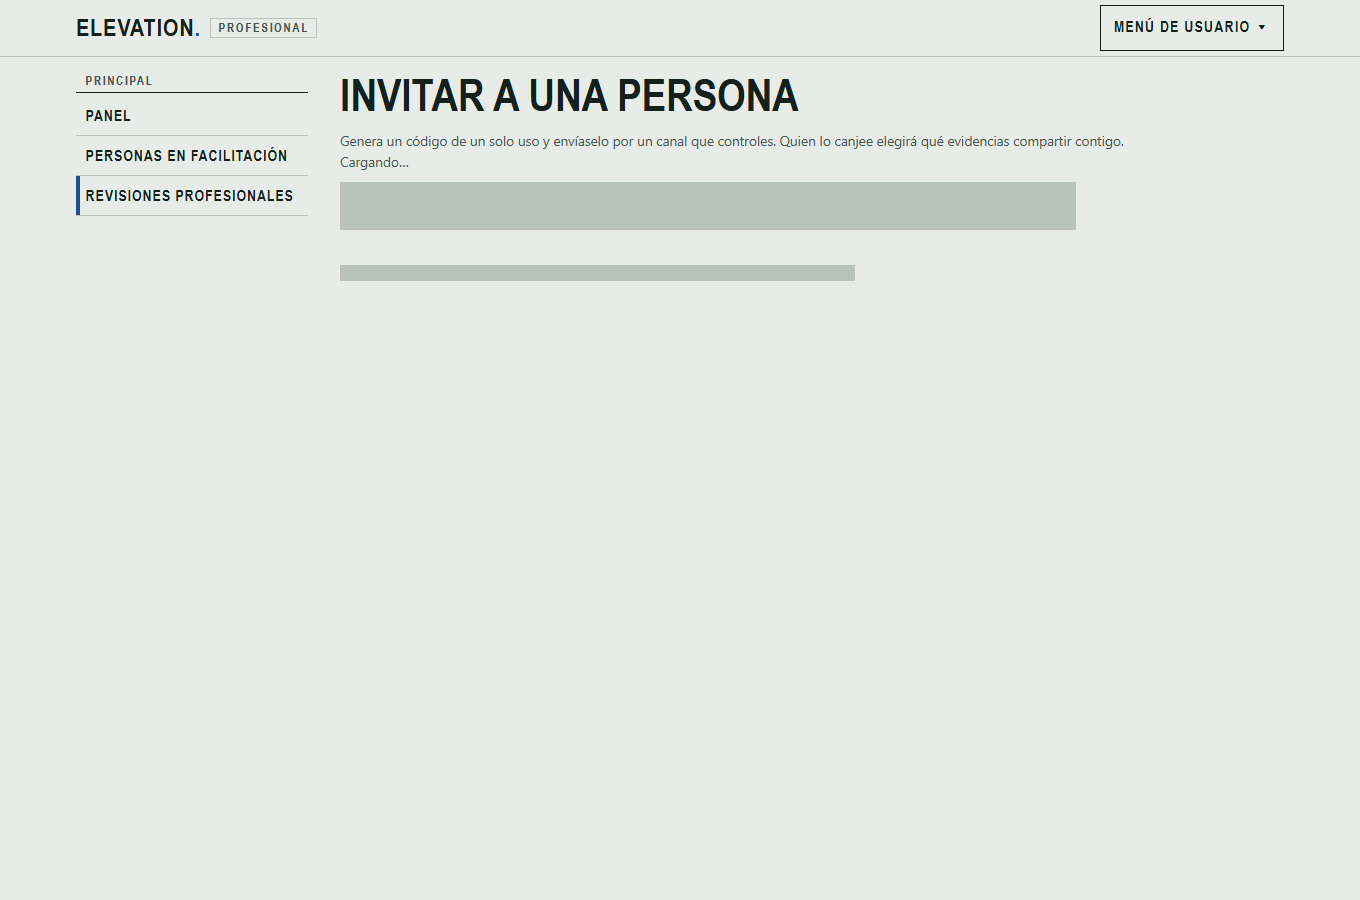 ELEVATION.
PROFESIONAL
MENÚ DE USUARIO
PRINCIPAL
PANEL
PERSONAS EN FACILITACIÓN
REVISIONES PROFESIONALES
INVITAR A UNA PERSONA
Genera un código de un solo uso y envíaselo por un canal que controles. Quien lo canjee elegirá qué evidencias compartir contigo.
Cargando…